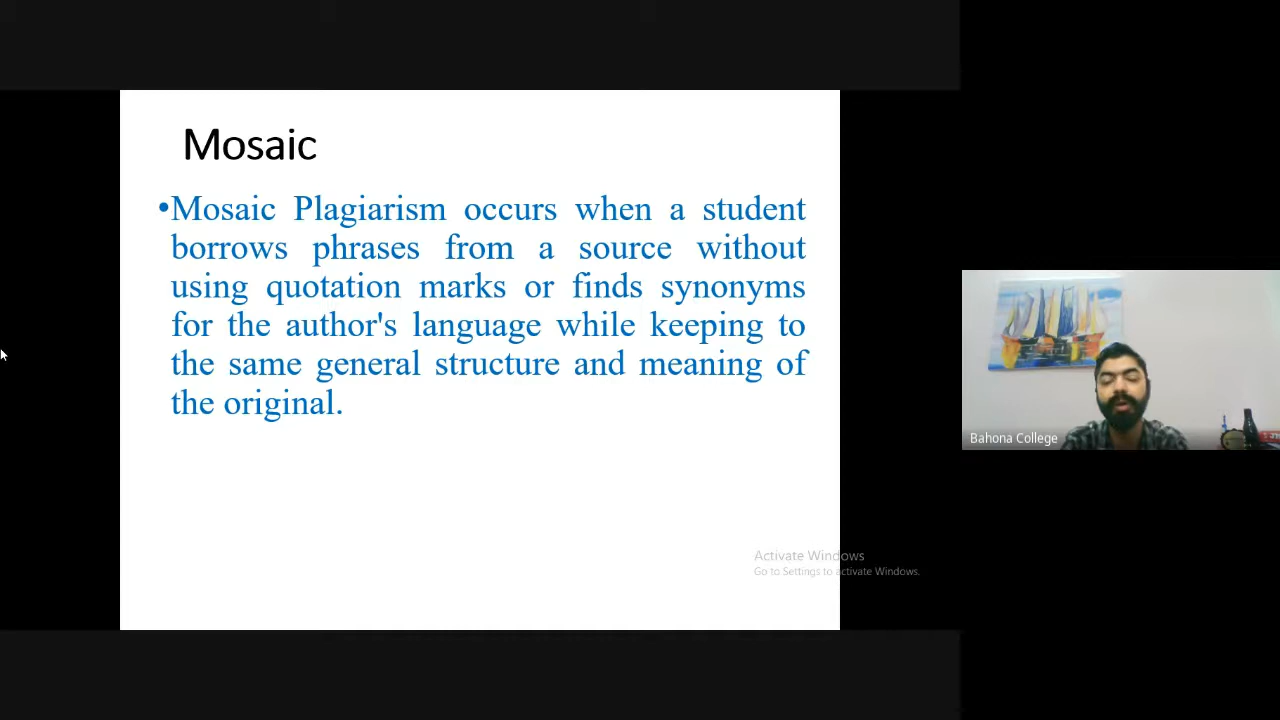 Mosaic
•Mosaic Plagiarism occurs when a student
borrows phrases from a source without
using quotation marks or finds synonyms
for the author's language while keeping to
the same general structure and meaning of
the original.
Bahona College
Activate Windows
Go to Settings to activate Windows.